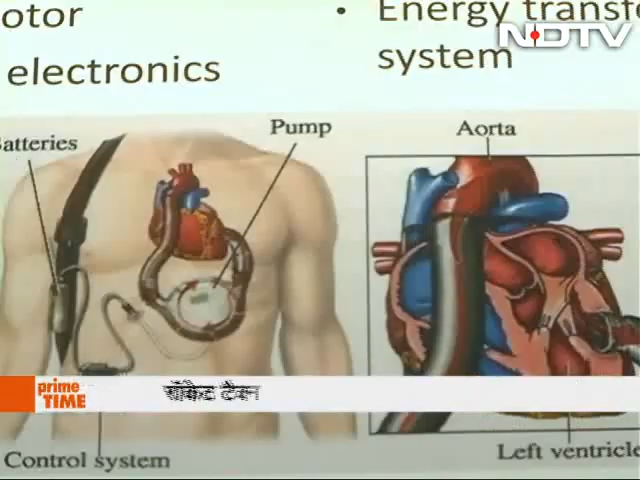 otor
electronics
• Energy transfe
system
NDTV
atteries
Pump
Aorta
prime
TIME
Control system
Left ventricle